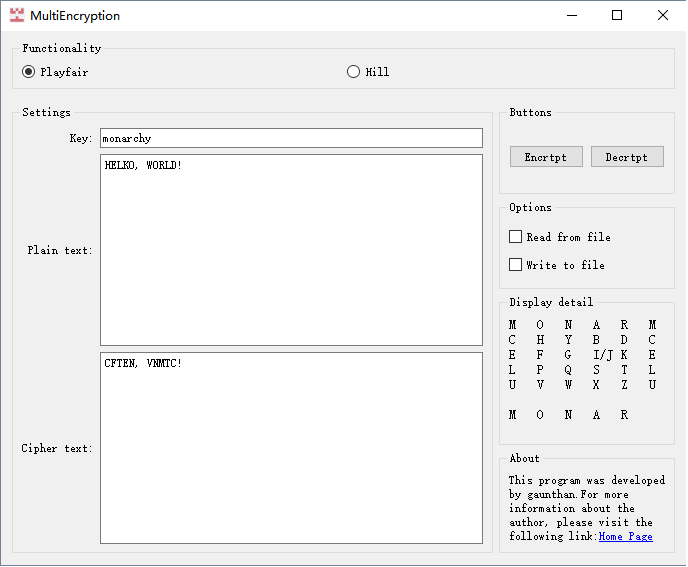 MultiEncryption
Functionality
Playfair
Hill
Settings
Key:
monarchy
Plain text:
HELKO, WORLD!
Cipher text:
CFTEN, VNMTC!
Buttons
Encrtpt
Decrtpt
Options
Read from file
Write to file
Display detail
M O N A R M
C H Y B D C
E F G I/J K E
L P Q S T L
U V W X Z U
M O N A R
About
This program was developed
by gaunthan.For more
information about the
author, please visit the
following link:Home Page